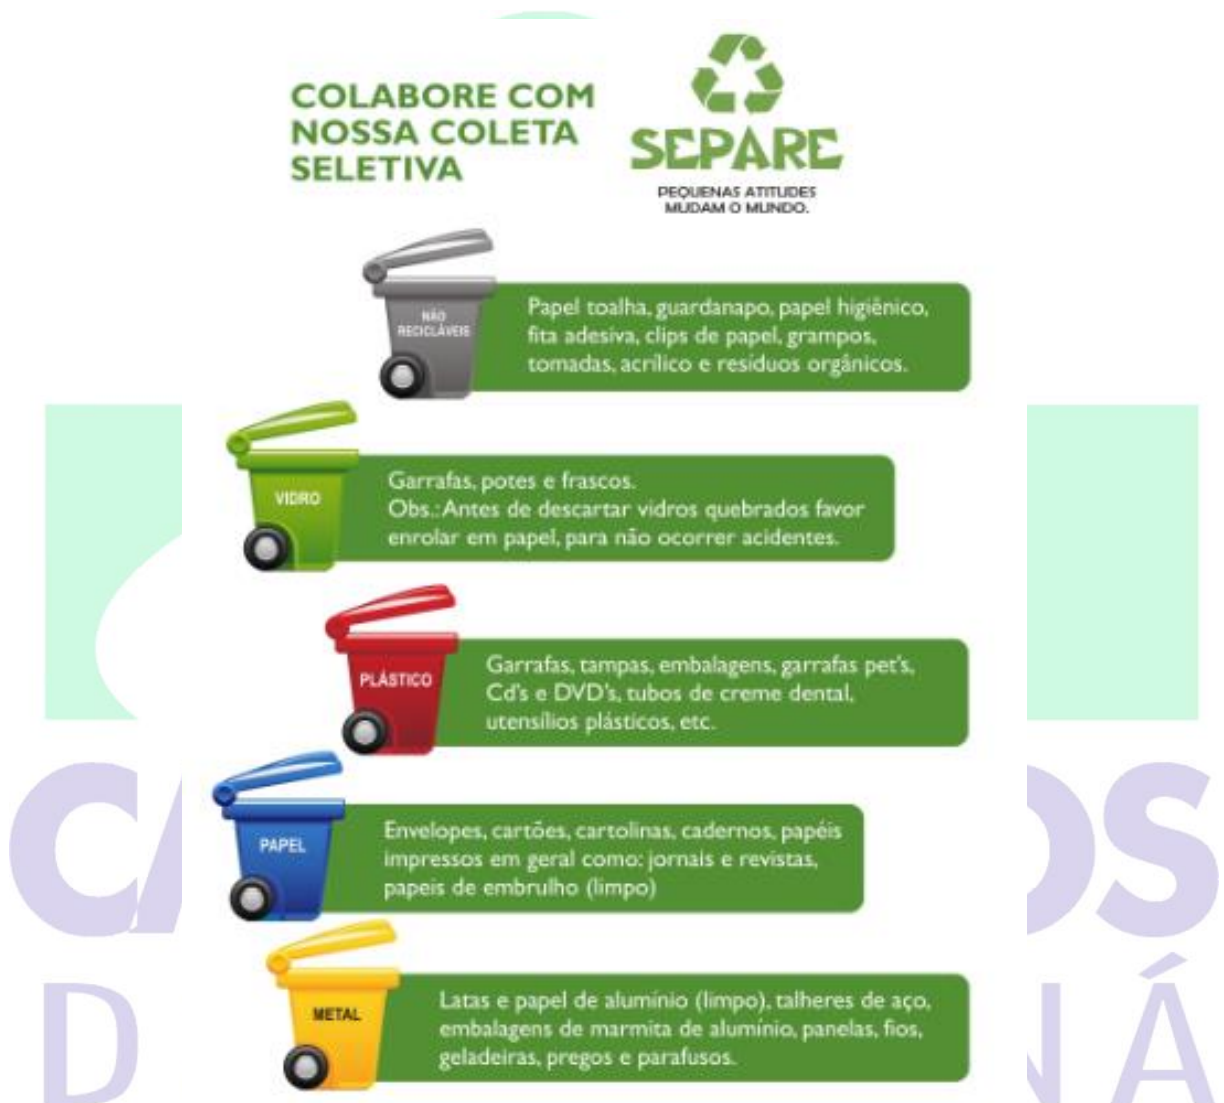 COLABORE COM
NOSSA COLETA
SELETIVA
SEPARE
PEQUENAS ATITUDES
MUDAM O MUNDO.
NÃO
RECICLÁVEIS
Papel toalha, guardanapo, papel higiênico,
fita adesiva, clips de papel, grampos,
tomadas, acrílico e resíduos orgânicos.
VIDRO
Garrafas, potes e frascos.
Obs.: Antes de descartar vidros quebrados favor
enrolar em papel, para não ocorrer acidentes.
PLÁSTICO
Garrafas, tampas, embalagens, garrafas pet's,
Cd's e DVD's, tubos de creme dental,
utensílios plásticos, etc.
PAPEL
Envelopes, cartões, cartolinas, cadernos, papéis
impressos em geral como: jornais e revistas,
papeis de embrulho (limpo)
METAL
Latas e papel de alumínio (limpo), talheres de aço,
embalagens de marmita de alumínio, panelas, fios,
geladeiras, pregos e parafusos.